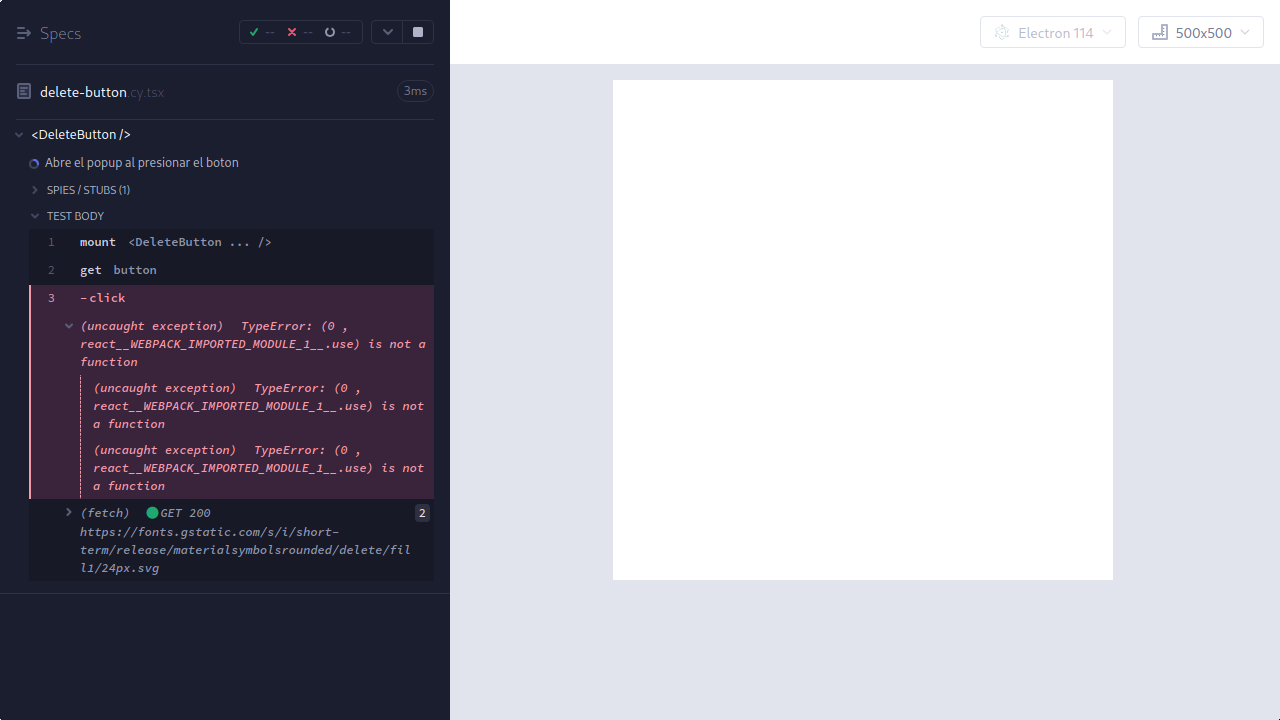 Specs
-- -- --
Electron 114
500x500
delete-button.cy.tsx
3ms
<DeleteButton />
Abre el popup al presionar el boton
SPIES / STUBS (1)
TEST BODY
1 mount <DeleteButton ... />
2 get button
3 -click
(uncaught exception) TypeError: (0 ,
react__WEBPACK_IMPORTED_MODULE_1__.use) is not a
function
(uncaught exception) TypeError: (0 ,
react__WEBPACK_IMPORTED_MODULE_1__.use) is not
a function
(uncaught exception) TypeError: (0 ,
react__WEBPACK_IMPORTED_MODULE_1__.use) is not
a function
(fetch) GET 200 2
https://fonts.gstatic.com/s/i/short-
term/release/materialsymbolsrounded/delete/fil
l1/24px.svg